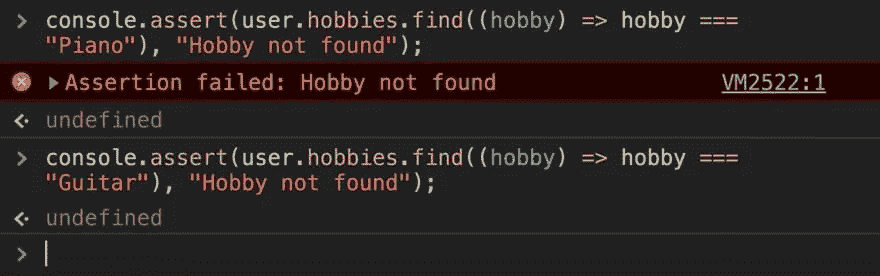 > console.assert(user.hobbies.find((hobby) => hobby ===
"Piano"), "Hobby not found");
Assertion failed: Hobby not found VM2522:1
undefined
> console.assert(user.hobbies.find((hobby) => hobby ===
"Guitar"), "Hobby not found");
undefined
>